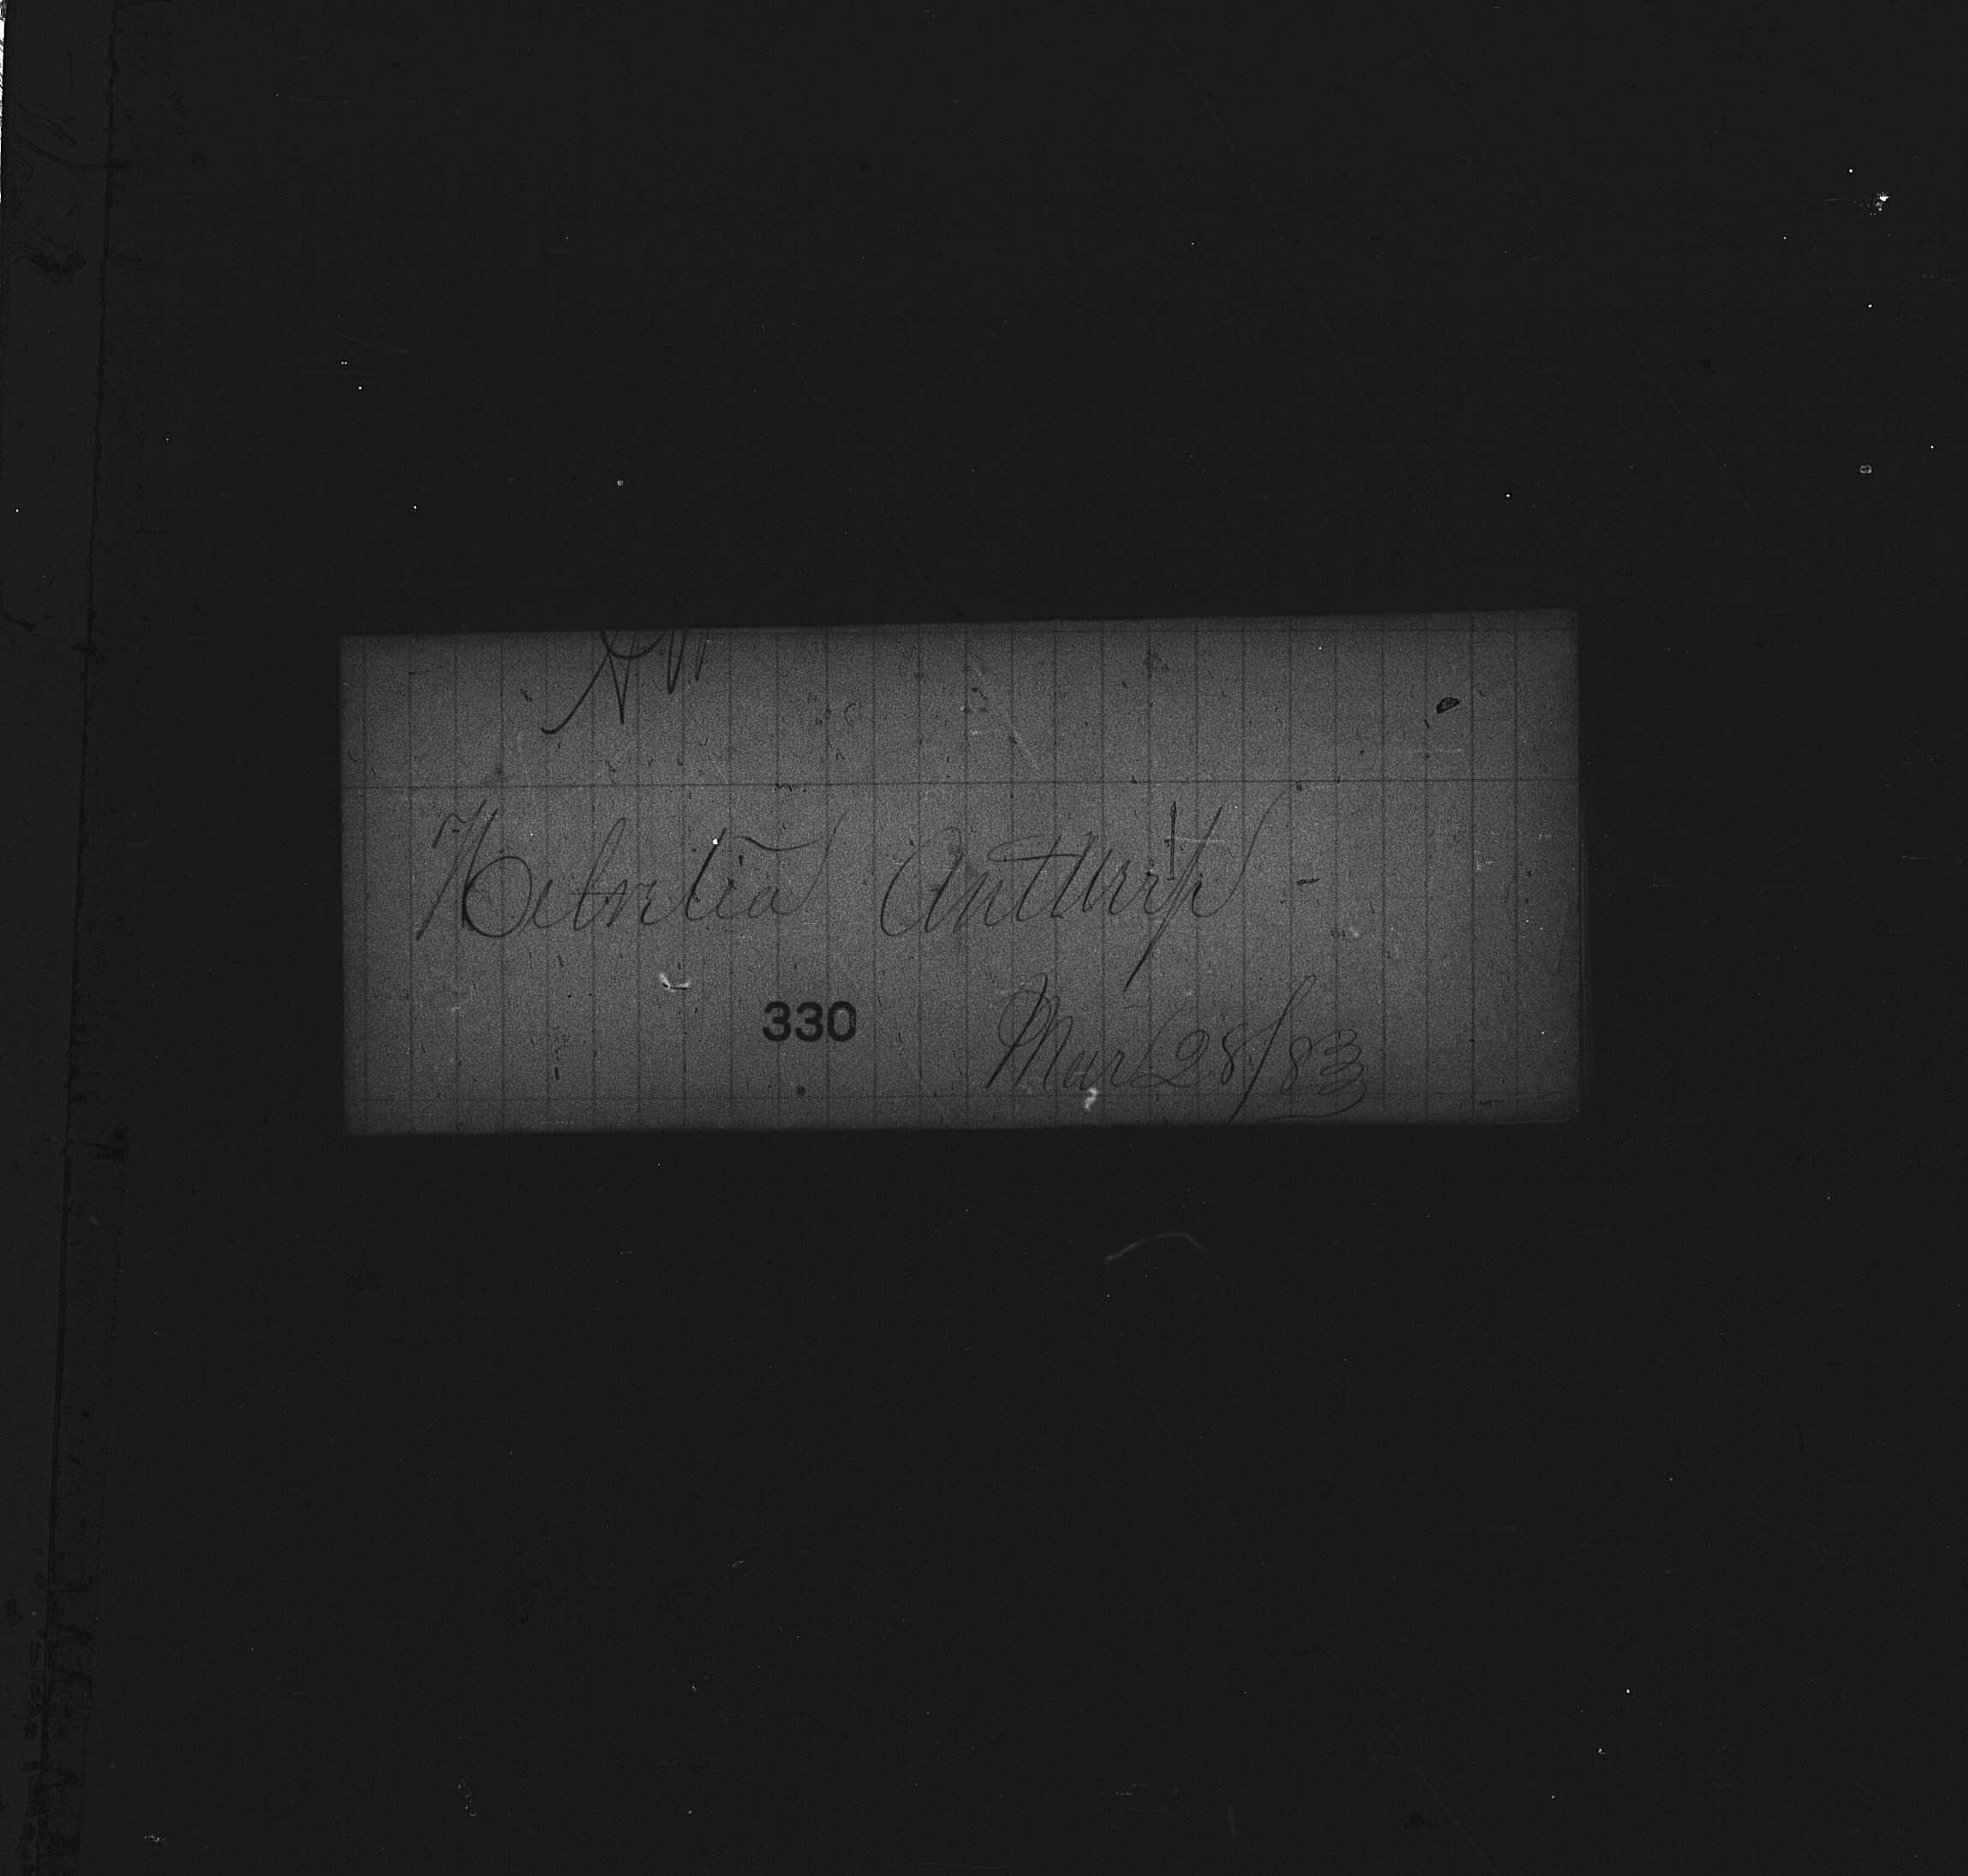 Helvetia Antwerp -
330
Mar 28/83